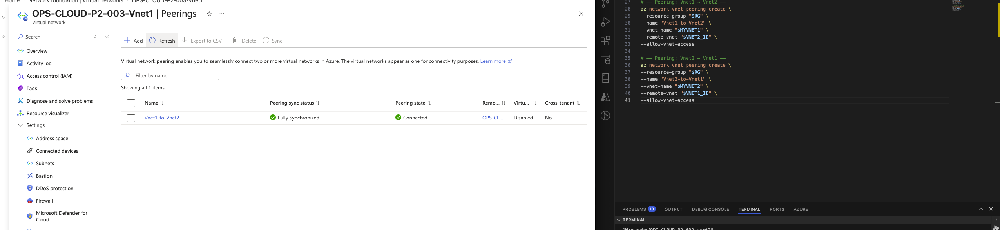 Home > Network foundation | Virtual networks > OPS-CLOUD-P2-003-Vnet1
OPS-CLOUD-P2-003-Vnet1 | Peerings
Virtual network
Search
Overview
Activity log
Access control (IAM)
Tags
Diagnose and solve problems
Resource visualizer
Settings
Address space
Connected devices
Subnets
Bastion
DDoS protection
Firewall
Microsoft Defender for
Cloud
Add Refresh Export to CSV Delete Sync
Virtual network peering enables you to seamlessly connect two or more virtual networks in Azure. The virtual networks appear as one for connectivity purposes. Learn more
Filter by name...
Showing all 1 items
Name Peering sync status Peering state Remo... Virtu... Cross-tenant
Vnet1-to-Vnet2 Fully Synchronized Connected OPS-CL... Disabled No
27 # —— Peering: Vnet1 → Vnet2 ——
28 az network vnet peering create \
29 --resource-group "$RG" \
30 --name "Vnet1-to-Vnet2" \
31 --vnet-name "$MYVNET1" \
32 --remote-vnet "$VNET2_ID" \
33 --allow-vnet-access
34
35 # —— Peering: Vnet2 → Vnet1 ——
36 az network vnet peering create \
37 --resource-group "$RG" \
38 --name "Vnet2-to-Vnet1" \
39 --vnet-name "$MYVNET2" \
40 --remote-vnet "$VNET1_ID" \
41 --allow-vnet-access
PROBLEMS 13 OUTPUT DEBUG CONSOLE TERMINAL PORTS AZURE
TERMINAL
lNetworks/OPS-CLOUD-P2-003-Vnet2"